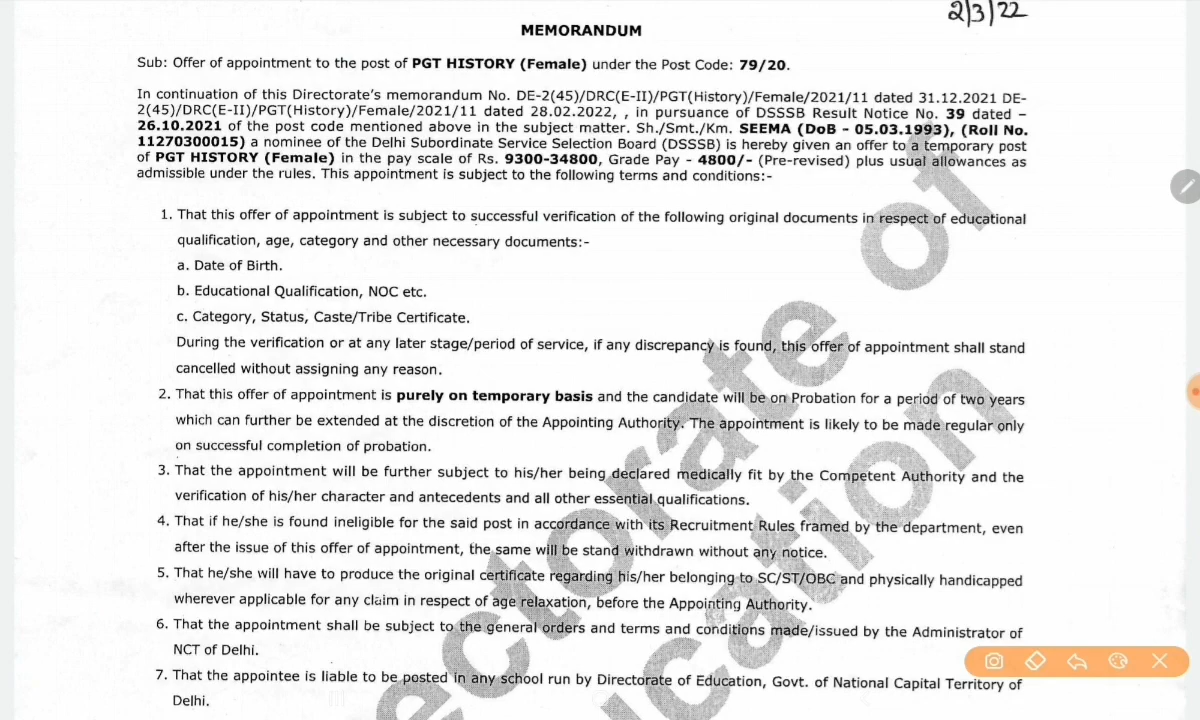 2/3/22
MEMORANDUM
Sub: Offer of appointment to the post of PGT HISTORY (Female) under the Post Code: 79/20.
In continuation of this Directorate's memorandum No. DE-2(45)/DRC(E-II)/PGT(History)/Female/2021/11 dated 31.12.2021 DE-
2(45)/DRC(E-II)/PGT(History)/Female/2021/11 dated 28.02.2022, , in pursuance of DSSSB Result Notice No. 39 dated –
26.10.2021 of the post code mentioned above in the subject matter. Sh./Smt./Km. SEEMA (DoB - 05.03.1993), (Roll No.
11270300015) a nominee of the Delhi Subordinate Service Selection Board (DSSSB) is hereby given an offer to a temporary post
of PGT HISTORY (Female) in the pay scale of Rs. 9300-34800, Grade Pay - 4800/- (Pre-revised) plus usual allowances as
admissible under the rules. This appointment is subject to the following terms and conditions:-
1. That this offer of appointment is subject to successful verification of the following original documents in respect of educational
qualification, age, category and other necessary documents:-
a. Date of Birth.
b. Educational Qualification, NOC etc.
c. Category, Status, Caste/Tribe Certificate.
During the verification or at any later stage/period of service, if any discrepancy is found, this offer of appointment shall stand
cancelled without assigning any reason.
2. That this offer of appointment is purely on temporary basis and the candidate will be on Probation for a period of two years
which can further be extended at the discretion of the Appointing Authority. The appointment is likely to be made regular only
on successful completion of probation.
3. That the appointment will be further subject to his/her being declared medically fit by the Competent Authority and the
verification of his/her character and antecedents and all other essential qualifications.
4. That if he/she is found ineligible for the said post in accordance with its Recruitment Rules framed by the department, even
after the issue of this offer of appointment, the same will be stand withdrawn without any notice.
5. That he/she will have to produce the original certificate regarding his/her belonging to SC/ST/OBC and physically handicapped
wherever applicable for any claim in respect of age relaxation, before the Appointing Authority.
6. That the appointment shall be subject to the general orders and terms and conditions made/issued by the Administrator of
NCT of Delhi.
7. That the appointee is liable to be posted in any school run by Directorate of Education, Govt. of National Capital Territory of
Delhi.
ectorate of
ucation